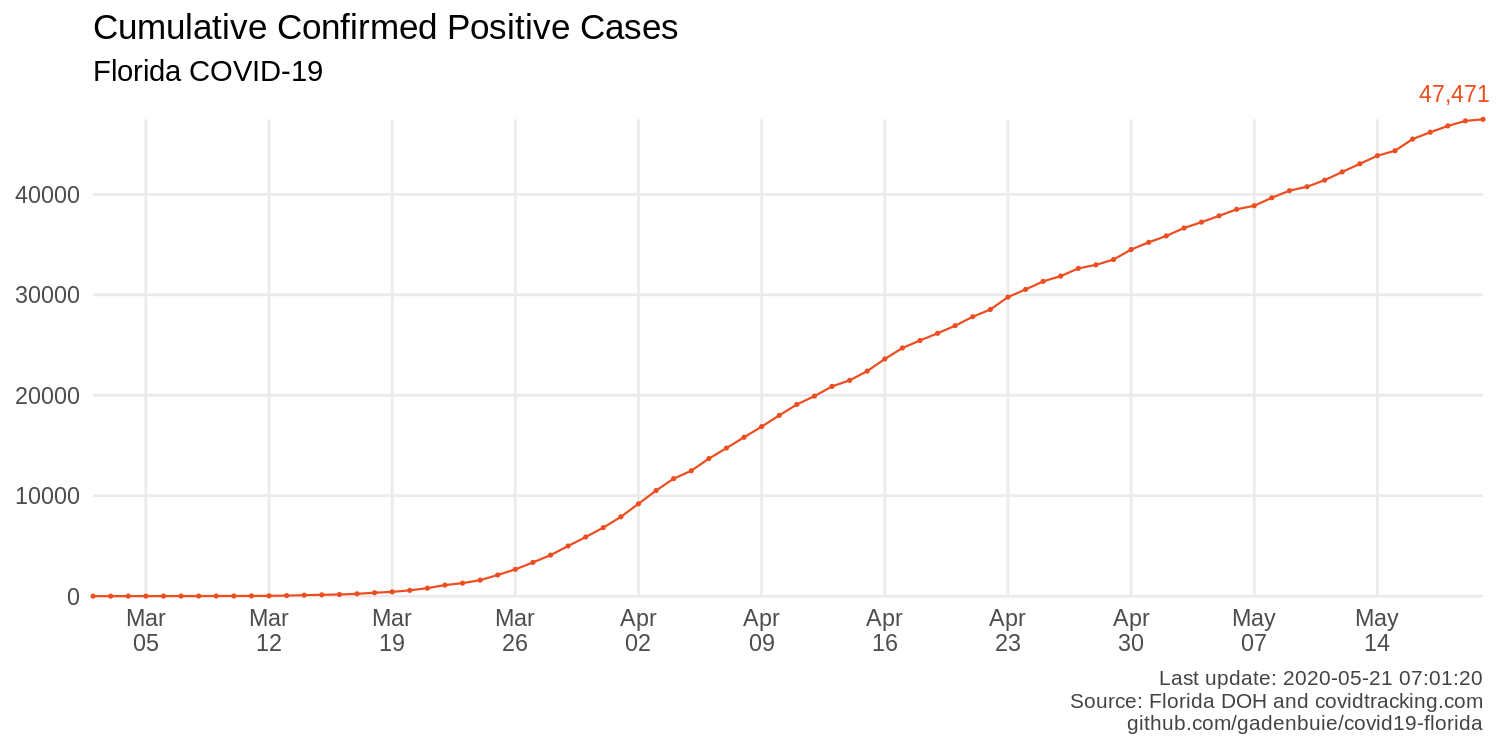 Cumulative Confirmed Positive Cases
Florida COVID-19
47,471
40000
30000
20000
10000
0
Mar Mar Mar Mar Apr Apr Apr Apr Apr May May
05 12 19 26 02 09 16 23 30 07 14
Last update: 2020-05-21 07:01:20
Source: Florida DOH and covidtracking.com
github.com/gadenbuie/covid19-florida